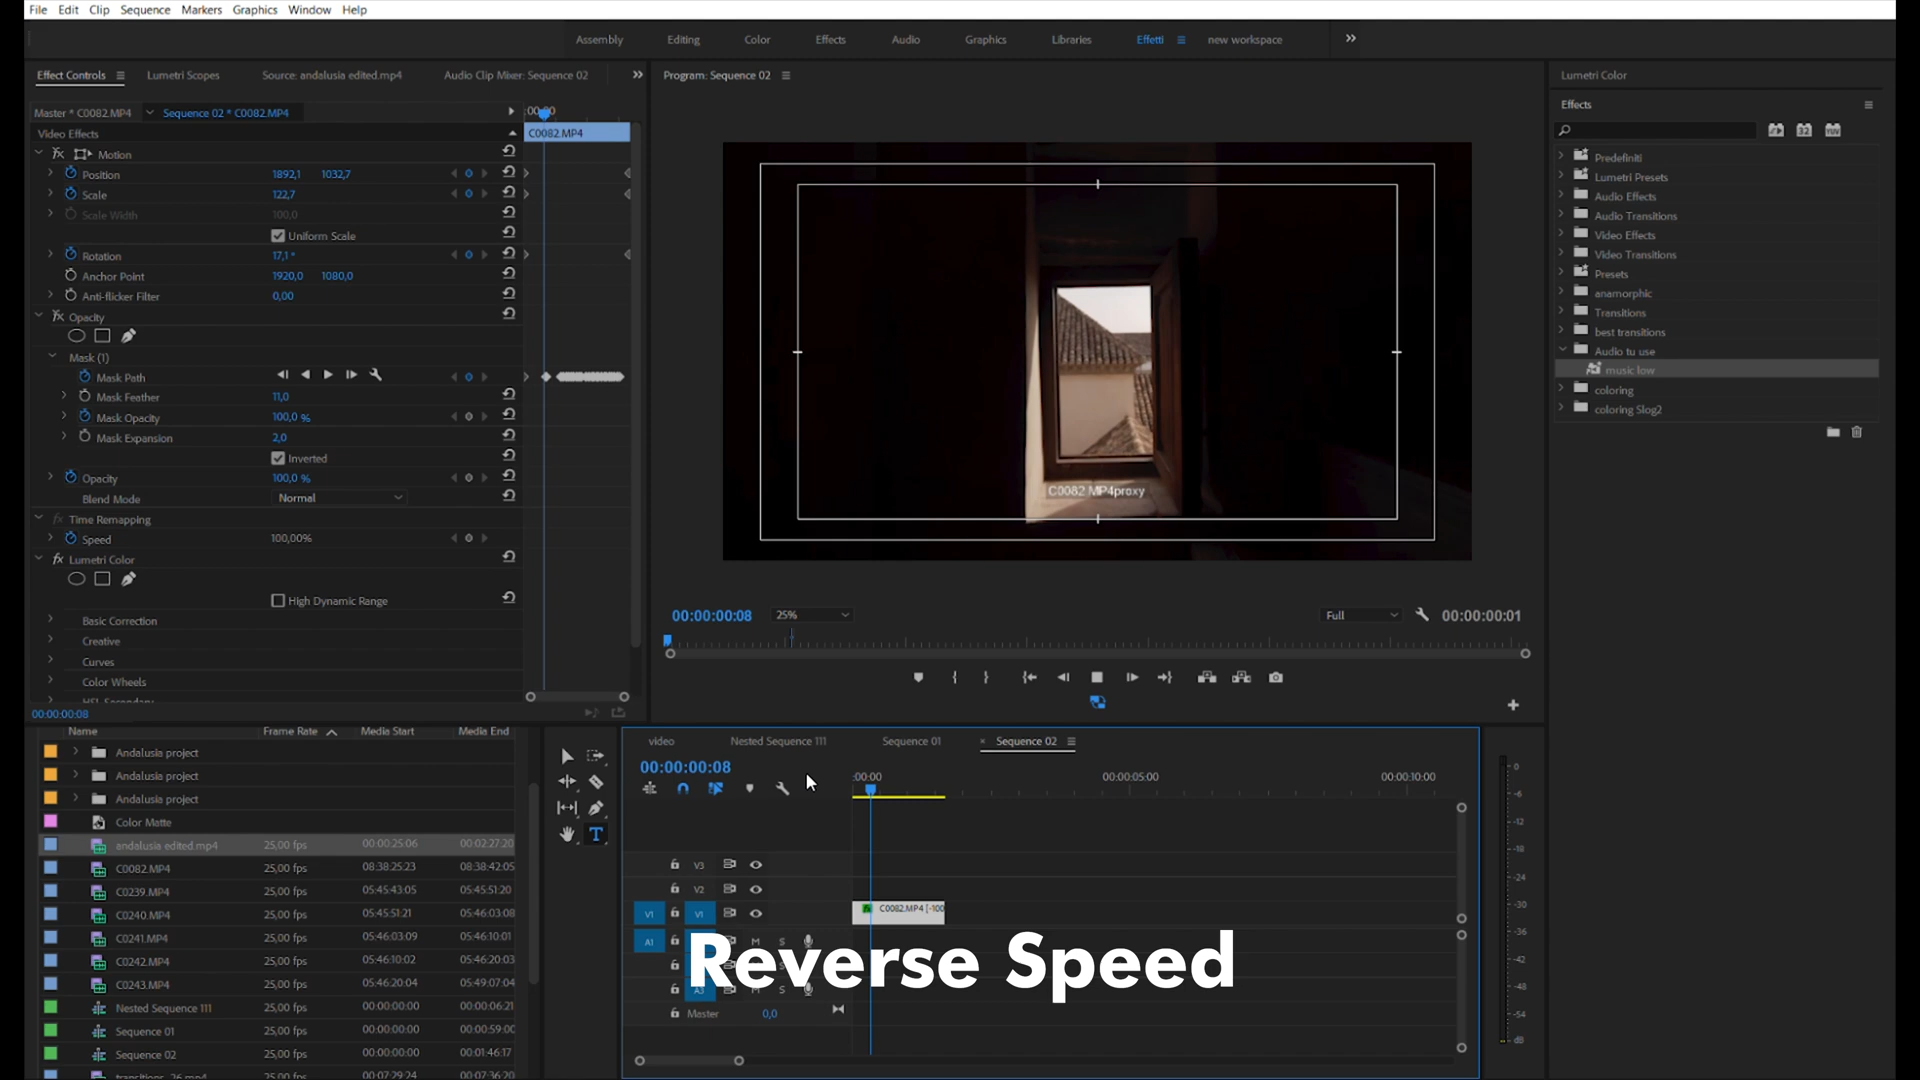 File Edit Clip Sequence Markers Graphics Window Help
Assembly Editing Color Effects Audio Graphics Libraries Effetti new workspace
Effect Controls Lumetri Scopes Source: andalusia edited.mp4 Audio Clip Mixer: Sequence 02
Program: Sequence 02
Lumetri Color
Effects
Master * C0082.MP4 Sequence 02 * C0082.MP4
Video Effects
C0082.MP4
Motion
Position 1892,1 1032,7
Scale 122,7
Scale Width 100,0
Uniform Scale
Rotation 17,1 °
Anchor Point 1920,0 1080,0
Anti-flicker Filter 0,00
Opacity
Mask (1)
Mask Path
Mask Feather 11,0
Mask Opacity 100,0 %
Mask Expansion 2,0
Inverted
Opacity 100,0 %
Blend Mode Normal
Time Remapping
Speed 100,00%
Lumetri Color
High Dynamic Range
Basic Correction
Creative
Curves
Color Wheels
00:00:00:08
C0082.MP4proxy
00:00:00:08 25% Full 00:00:00:01
Predefiniti
Lumetri Presets
Audio Effects
Audio Transitions
Video Effects
Video Transitions
Presets
anamorphic
Transitions
best transitions
Audio tu use
music low
coloring
coloring Slog2
Name Frame Rate Media Start Media End
Andalusia project
Andalusia project
Andalusia project
Color Matte
andalusia edited.mp4 25,00 fps 00:00:25:06 00:02:27:20
C0082.MP4 25,00 fps 08:38:25:23 08:38:42:05
C0239.MP4 25,00 fps 05:45:43:05 05:45:51:20
C0240.MP4 25,00 fps 05:45:51:21 05:46:03:08
C0241.MP4 25,00 fps 05:46:03:09 05:46:10:01
C0242.MP4 25,00 fps 05:46:10:02 05:46:20:03
C0243.MP4 25,00 fps 05:46:20:04 05:49:07:04
Nested Sequence 111 25,00 fps 00:00:00:00 00:00:06:21
Sequence 01 25,00 fps 00:00:00:00 00:00:59:00
Sequence 02 25,00 fps 00:00:00:00 00:01:46:17
transitions_26.mp4 25,00 fps 00:07:29:24 00:07:36:20
video Nested Sequence 111 Sequence 01 × Sequence 02
00:00:00:08
:00:00 00:00:05:00 00:00:10:00
V3
V2
V1 V1
C0082.MP4 [-100
A1 M S
A3 M S
Master 0,0
Reverse Speed
0
-6
-12
-18
-24
-30
-36
-42
-48
-54
dB